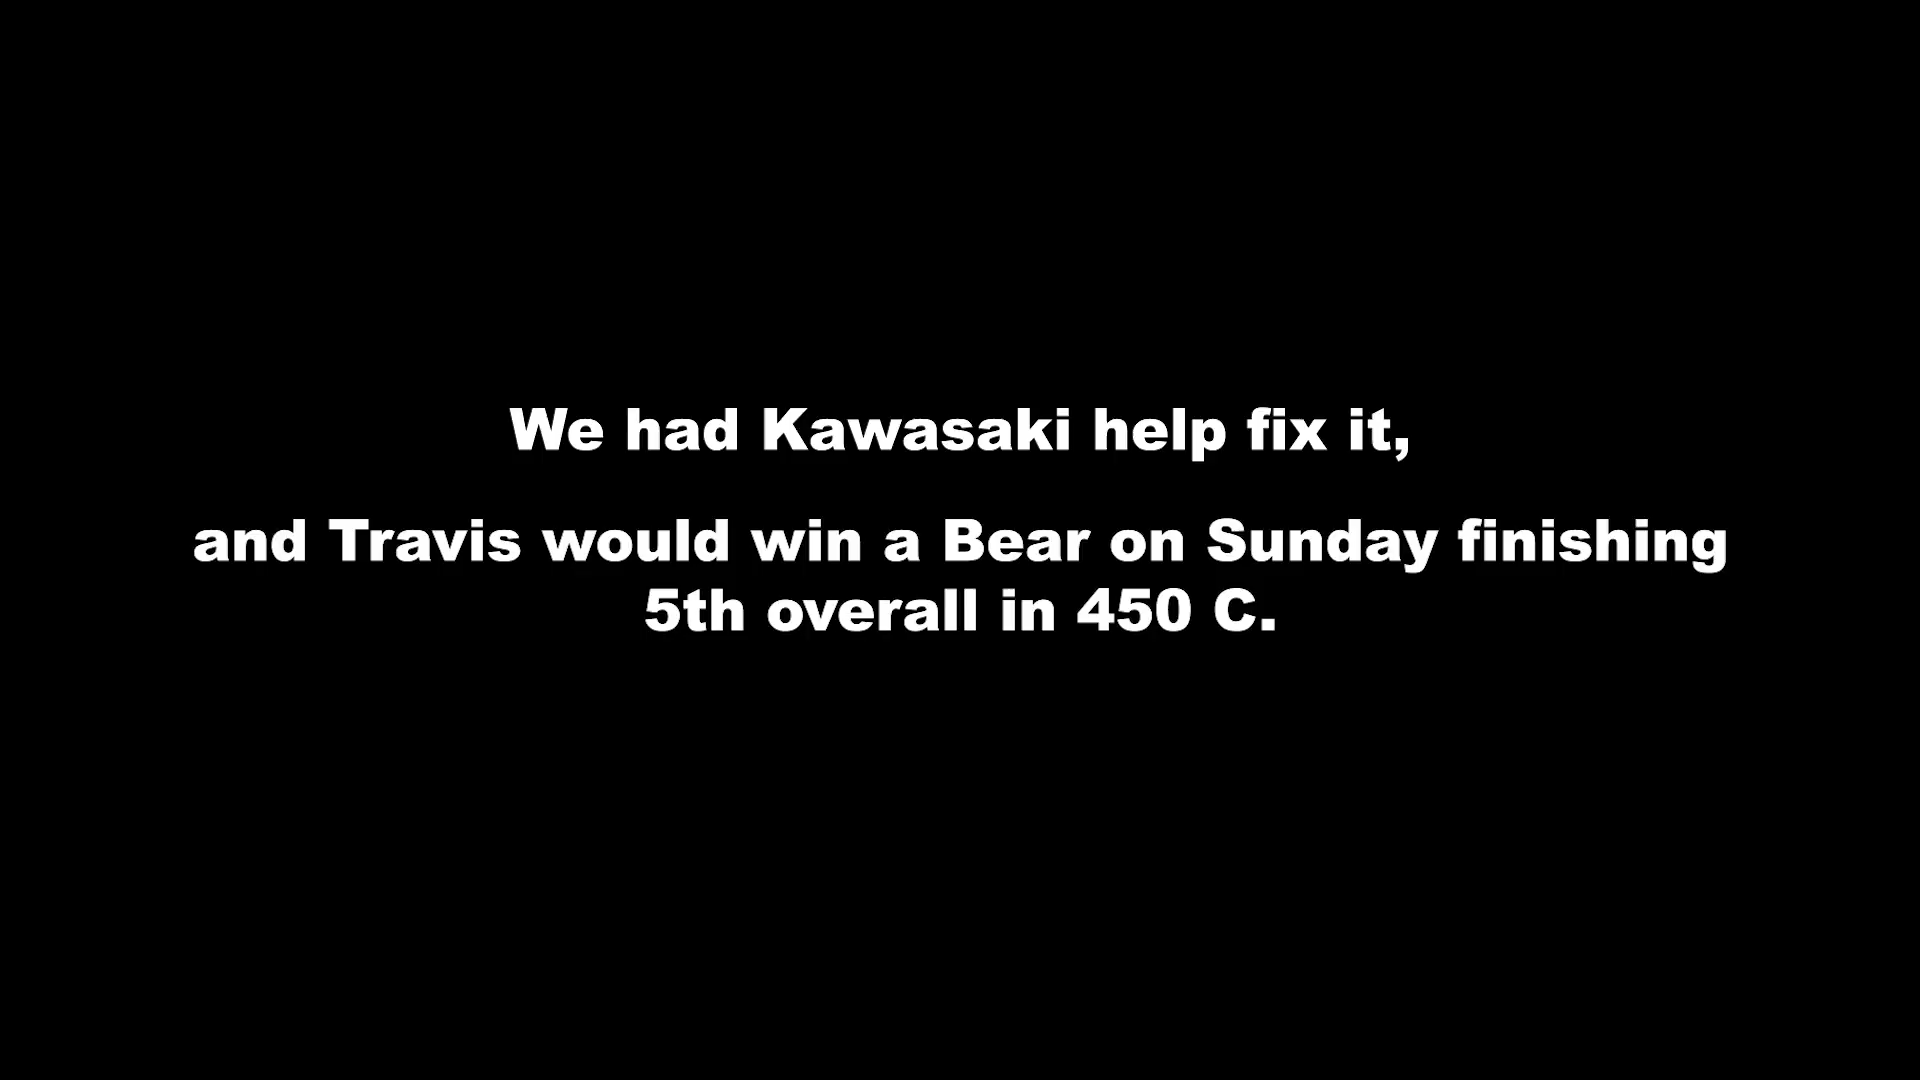 We had Kawasaki help fix it,
and Travis would win a Bear on Sunday finishing
5th overall in 450 C.